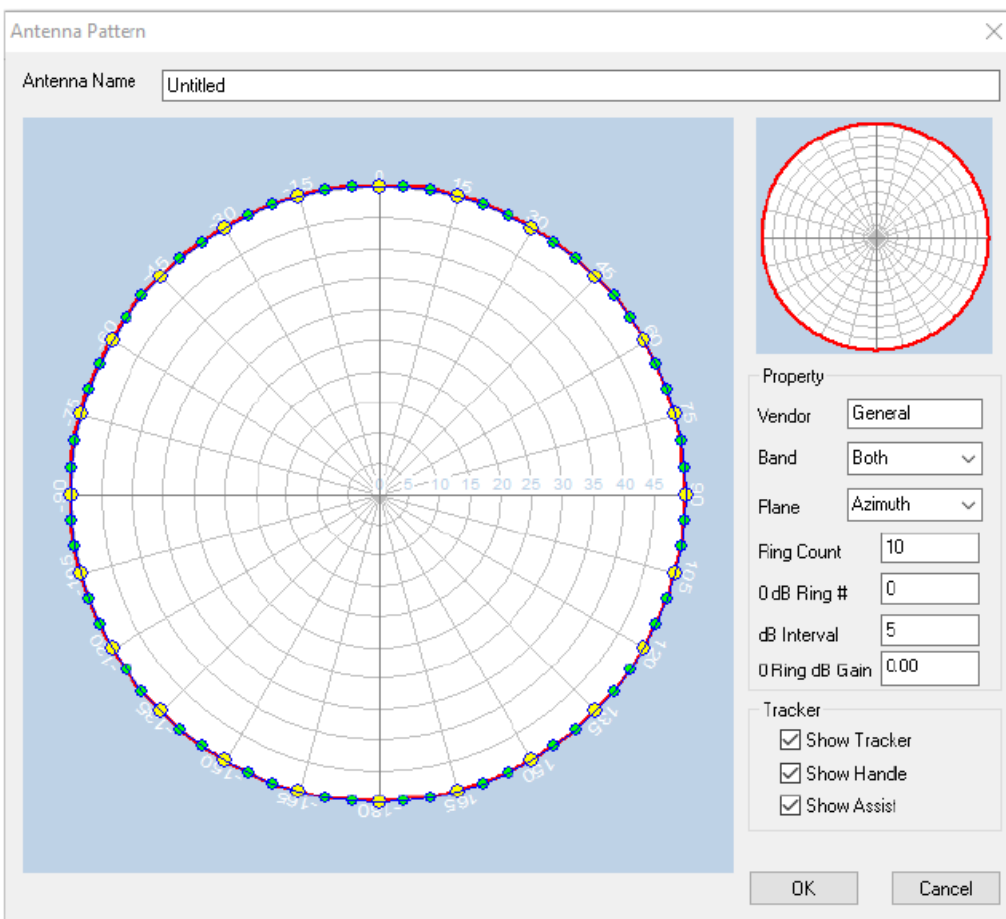 Antenna Pattern
Antenna Name
Untitled
0
-15
15
-30
30
-45
45
-60
60
-75
75
0 5 10 15 20 25 30 35 40 45
-90
90
-105
105
-120
120
-135
135
-150
150
-165
165
-180
Property
Vendor
General
Band
Both
Plane
Azimuth
Ring Count
10
0 dB Ring #
0
dB Interval
5
0 Ring dB Gain
0.00
Tracker
Show Tracker
Show Handle
Show Assist
OK
Cancel